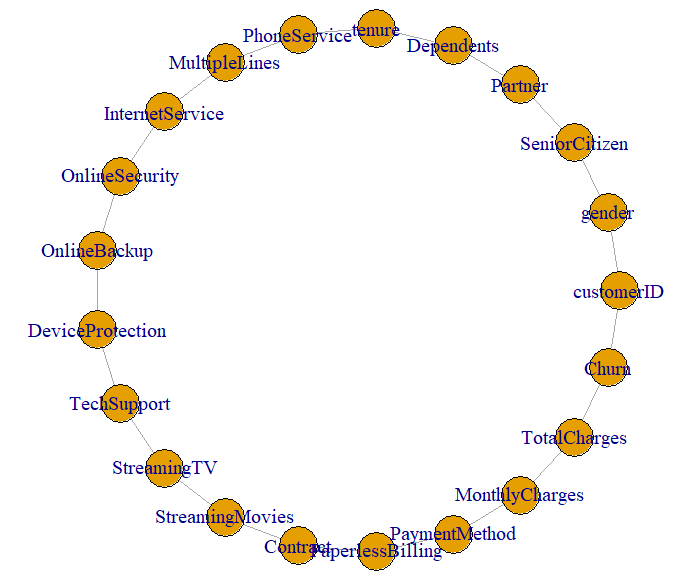 PhoneService
tenure
Dependents
MultipleLines
Partner
InternetService
SeniorCitizen
OnlineSecurity
gender
OnlineBackup
customerID
DeviceProtection
Churn
TechSupport
TotalCharges
StreamingTV
MonthlyCharges
StreamingMovies
PaymentMethod
Contract
PaperlessBilling